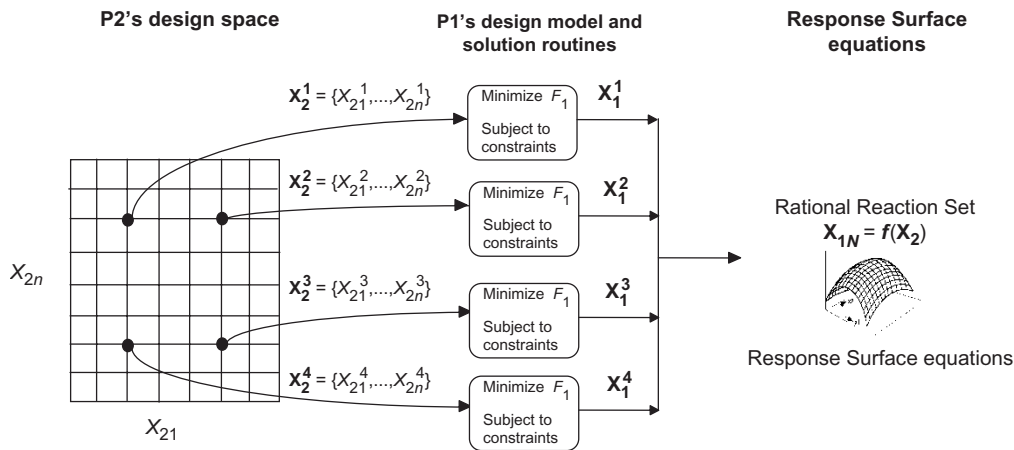 P2's design space
P1's design model and
solution routines
Response Surface
equations
X₂¹ = {X₂₁¹,...,X₂ₙ¹}
X₂² = {X₂₁²,...,X₂ₙ²}
X₂³ = {X₂₁³,...,X₂ₙ³}
X₂⁴ = {X₂₁⁴,...,X₂ₙ⁴}
X₂ₙ
X₂₁
Minimize F₁
Subject to
constraints
Minimize F₁
Subject to
constraints
Minimize F₁
Subject to
constraints
Minimize F₁
Subject to
constraints
X₁¹
X₁²
X₁³
X₁⁴
Rational Reaction Set
X₁N = f(X₂)
Response Surface equations